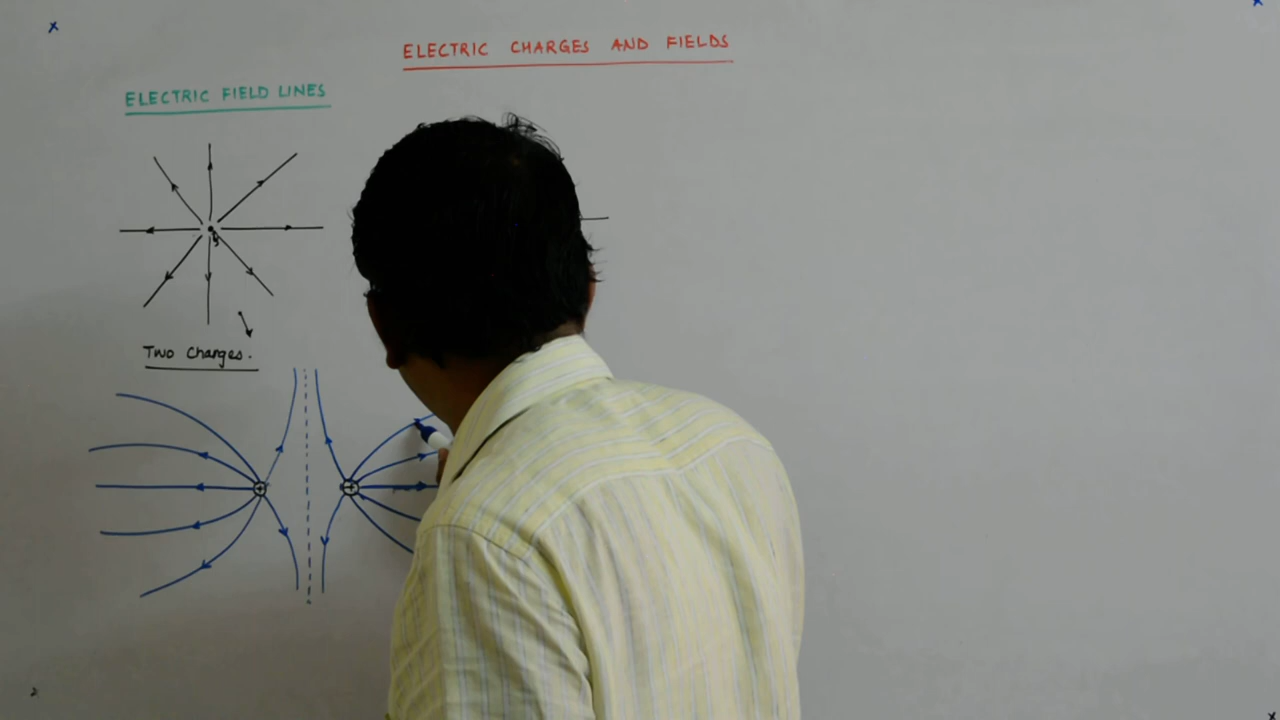 ELECTRIC CHARGES AND FIELDS
ELECTRIC FIELD LINES
Two Charges.
+ +